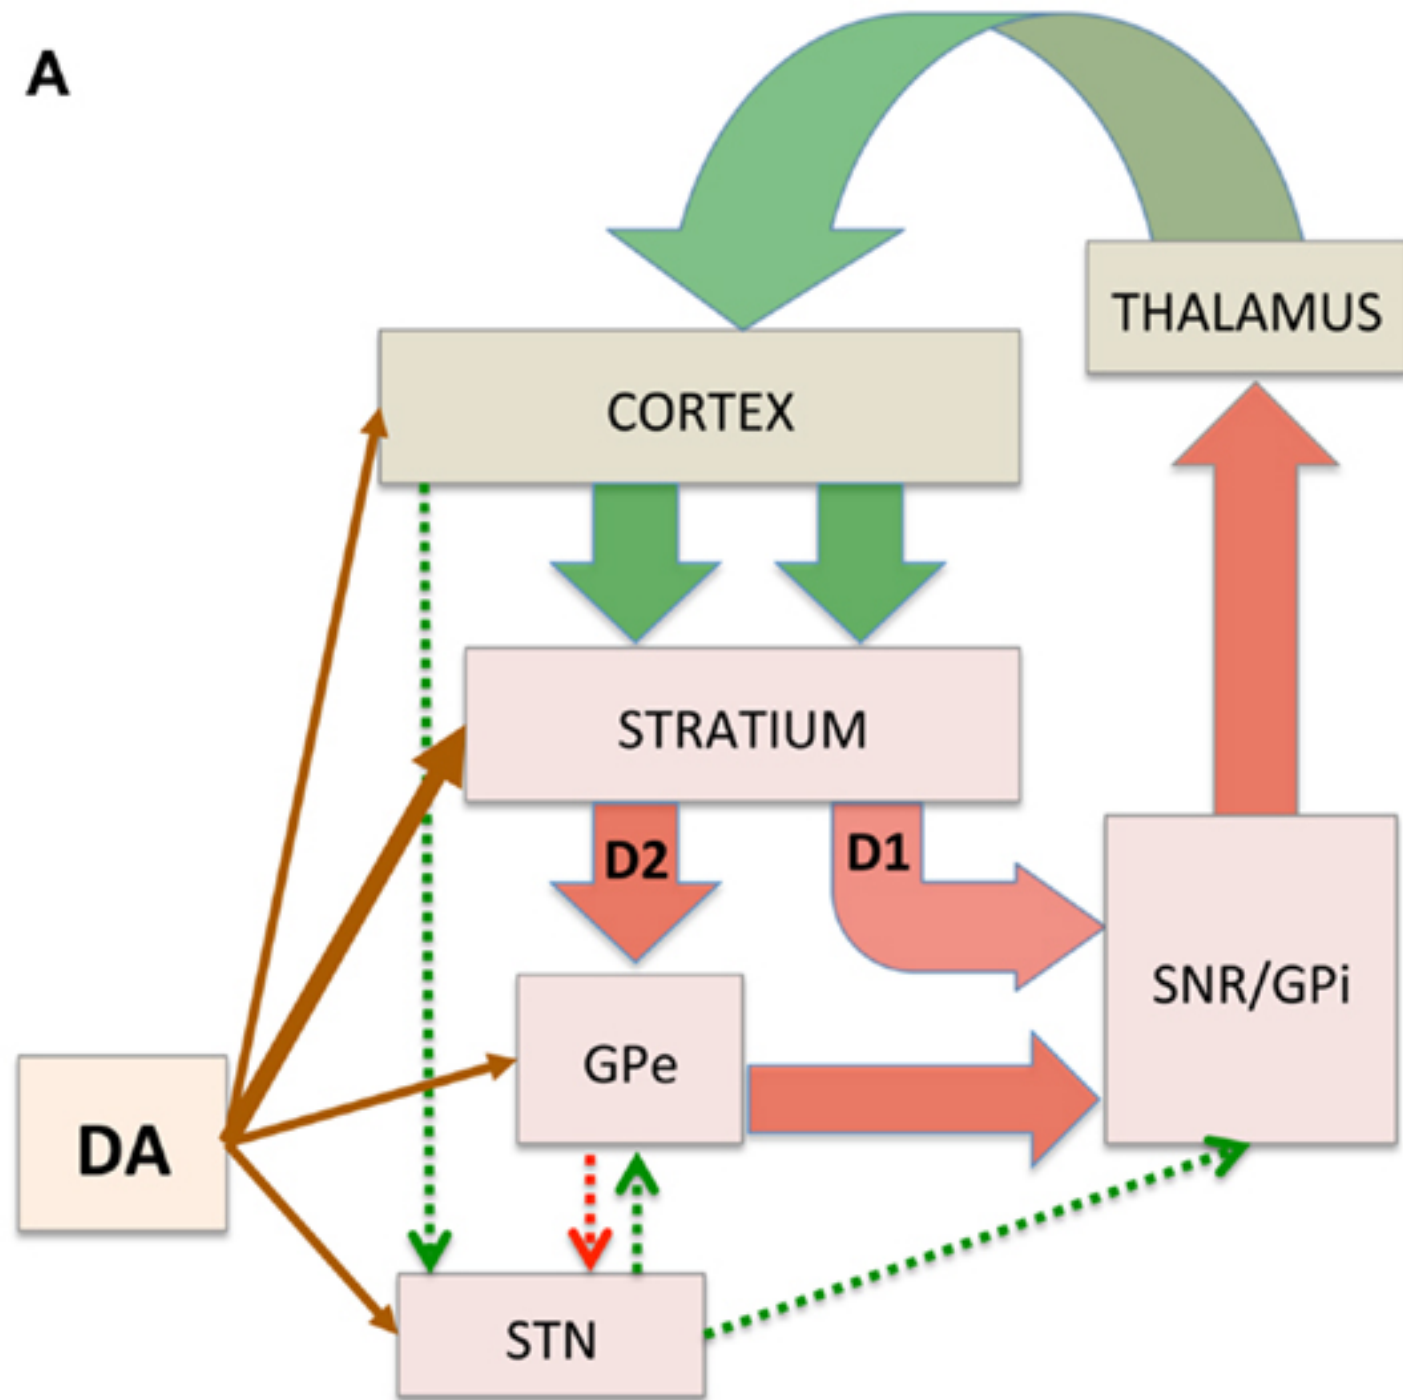 A
THALAMUS
CORTEX
STRATIUM
D2
D1
SNR/GPi
GPe
DA
STN